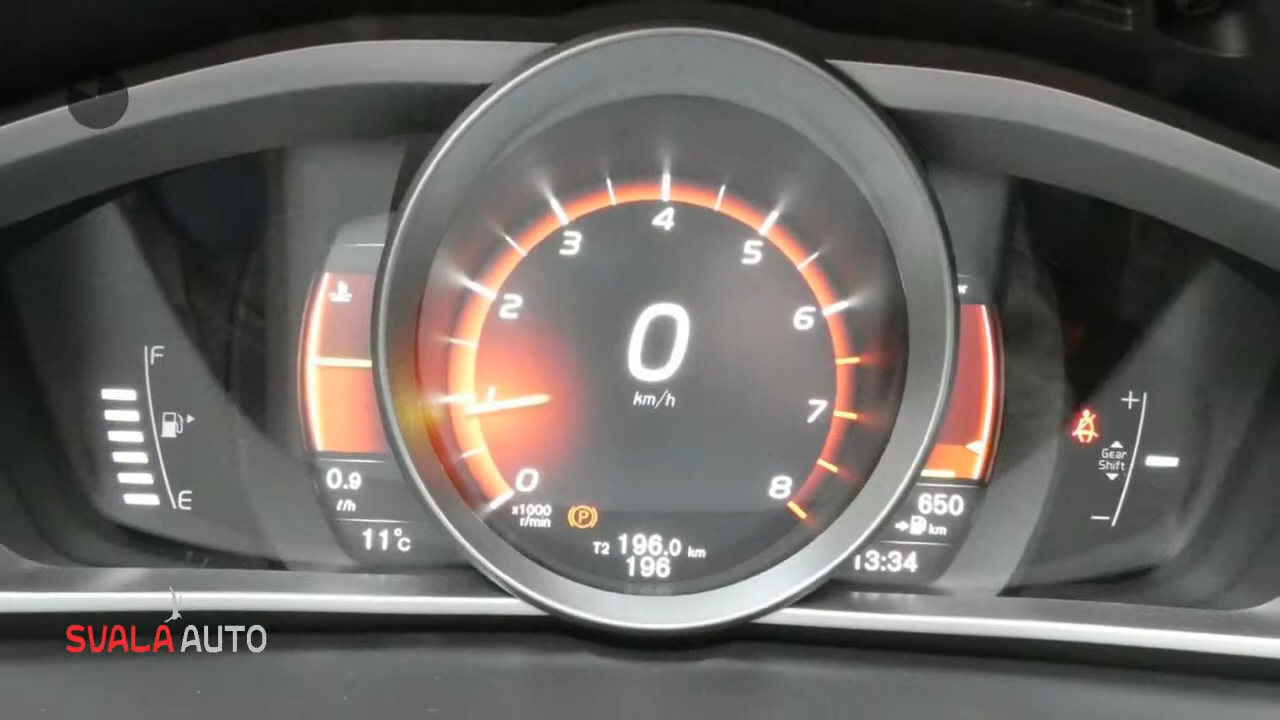 4
3
5
2
6
0
km/h
1
7
0
8
x1000
r/min
P
T2 196.0 km
196
F
E
0.9
l/h
11°c
650
km
13:34
+
Gear
Shift
−
SVALA AUTO